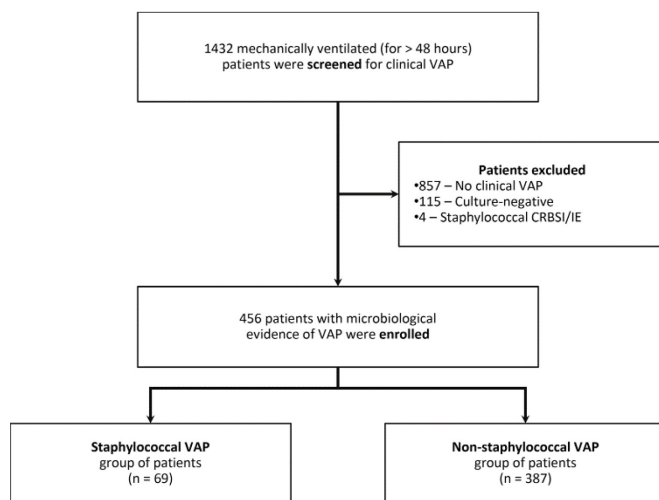 1432 mechanically ventilated (for > 48 hours)
patients were screened for clinical VAP
Patients excluded
•857 – No clinical VAP
•115 – Culture-negative
•4 – Staphylococcal CRBSI/IE
456 patients with microbiological
evidence of VAP were enrolled
Staphylococcal VAP
group of patients
(n = 69)
Non-staphylococcal VAP
group of patients
(n = 387)